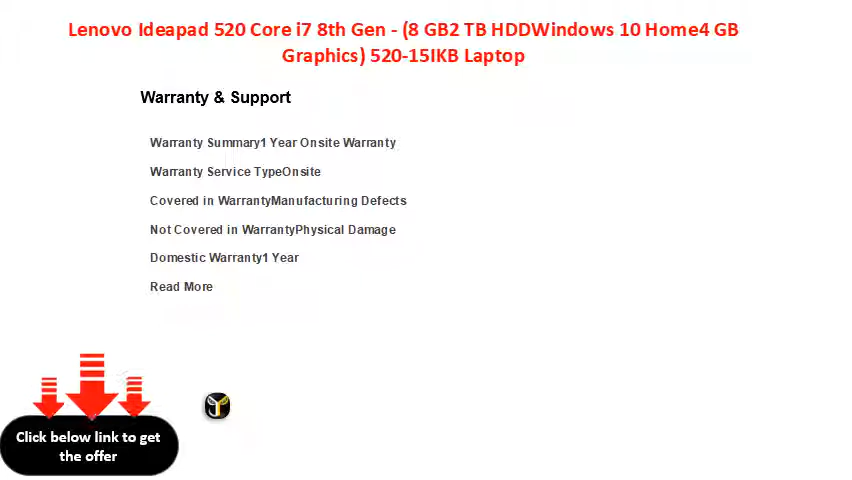 Lenovo Ideapad 520 Core i7 8th Gen - (8 GB2 TB HDDWindows 10 Home4 GB
Graphics) 520-15IKB Laptop
Warranty & Support
Warranty Summary1 Year Onsite Warranty
Warranty Service TypeOnsite
Covered in WarrantyManufacturing Defects
Not Covered in WarrantyPhysical Damage
Domestic Warranty1 Year
Read More
Click below link to get
the offer